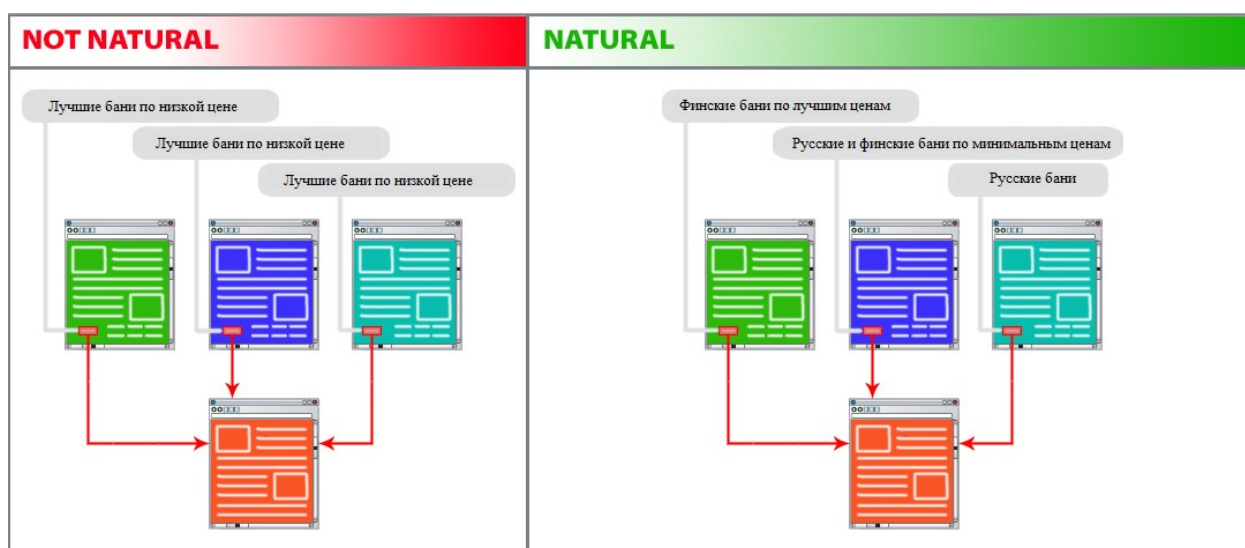 NOT NATURAL
NATURAL
Лучшие бани по низкой цене
Лучшие бани по низкой цене
Лучшие бани по низкой цене
Финские бани по лучшим ценам
Русские и финские бани по минимальным ценам
Русские бани